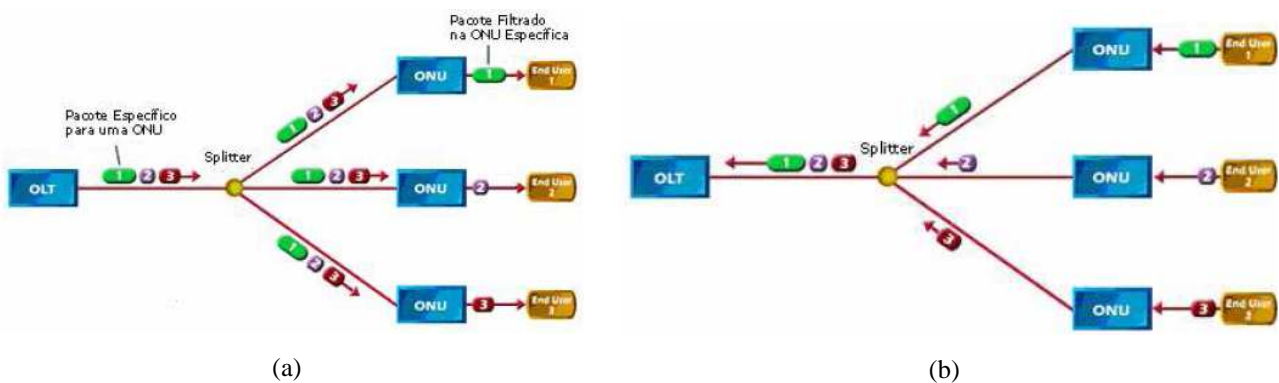 Pacote Filtrado
na ONU Específica
ONU
1
End User
1
Pacote Específico
para uma ONU
1 2 3
Splitter
OLT
1 2 3
1 2 3
ONU
2
End User
2
1 2 3
ONU
3
End User
3
(a)
ONU
1
End User
1
1
Splitter
OLT
1 2 3
2
ONU
2
End User
2
3
ONU
3
End User
3
(b)